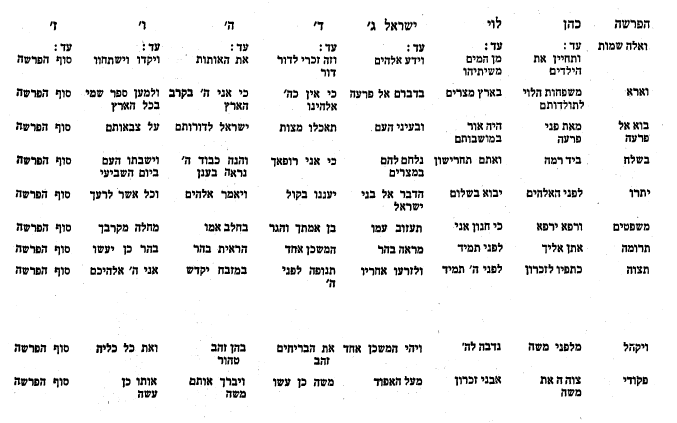 הפרשה כהן לוי ישראל ג' ד' ה' ו' ז'
ואלה שמות עד: עד: עד: עד: עד: עד: עד:
ותחיין את מן המים וידע אלהים וזה זכרי לדור את האותות ויקדו וישתחוו סוף הפרשה
הילדים משיתיהו דור
וארא משפחות הלוי בארץ מצרים בדברם אל פרעה כי אין כה' כי אני ה' בקרב ולמען ספר שמי סוף הפרשה
לתולדותם אלהינו הארץ בכל הארץ
בוא אל מאת פני היה אור ובעיני העם תאכלו מצות ישראל לדורותם על צבאותם סוף הפרשה
פרעה פרעה במושבותם
בשלח ביד רמה ואתם תחרישון נלחם להם כי אני רופאך והנה כבוד ה' וישבתו העם סוף הפרשה
במצרים נראה בענן ביום השביעי
יתרו לפני האלהים יבוא בשלום הדבר אל בני יעננו בקול ויאמר אלהים וכל אשר לרעך סוף הפרשה
ישראל
משפטים ורפא ירפא כי חנון אני תעזוב עמו בן אמתך והגר בחלב אמו מחלה מקרבך סוף הפרשה
תרומה אתן אליך לפני תמיד מראה בהר המשכן אחד הראית בהר בהר כן יעשו סוף הפרשה
תצוה כתפיו לזכרון לפני ה' תמיד ולזרעו אחריו תנופה לפני במזבח יקדש אני ה' אלהיכם סוף הפרשה
ה'
ויקהל מלפני משה נדבה לה' ויהי המשכן אחד את הבריחים בהן זהב ואת כל כליה סוף הפרשה
זהב טהור
פקודי צוה ה את אבני זכרון מעל האפוד משה כן עשו ויברך אותם אותו כן סוף הפרשה
משה משה עשה